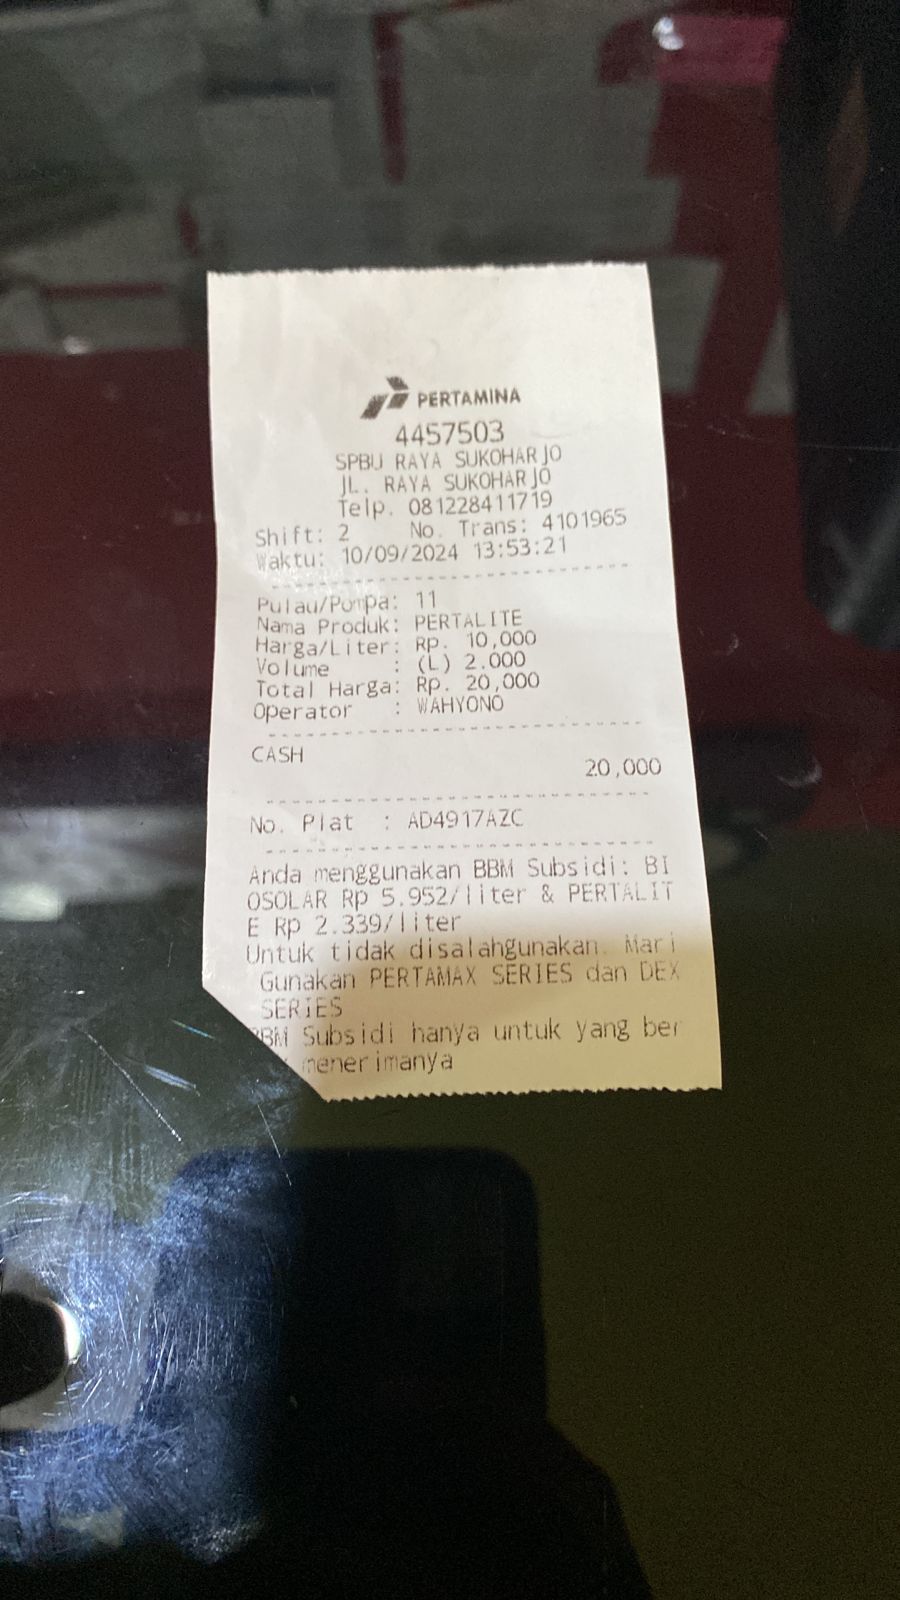 PERTAMINA
4457503
SPBU RAYA SUKOHARJO
JL. RAYA SUKOHARJO
Telp. 081228411719
Shift: 2 No. Trans: 4101965
Waktu: 10/09/2024 13:53:21
Pulau/Pompa: 11
Nama Produk: PERTALITE
Harga/Liter: Rp. 10,000
Volume : (L) 2.000
Total Harga: Rp. 20,000
Operator : WAHYONO
CASH
20,000
No. Plat : AD4917AZC
Anda menggunakan BBM Subsidi: BI
OSOLAR Rp 5.952/liter & PERTALIT
E Rp 2.339/liter
Untuk tidak disalahgunakan. Mari
Gunakan PERTAMAX SERIES dan DEX
SERIES
BBM Subsidi hanya untuk yang ber
menerimanya